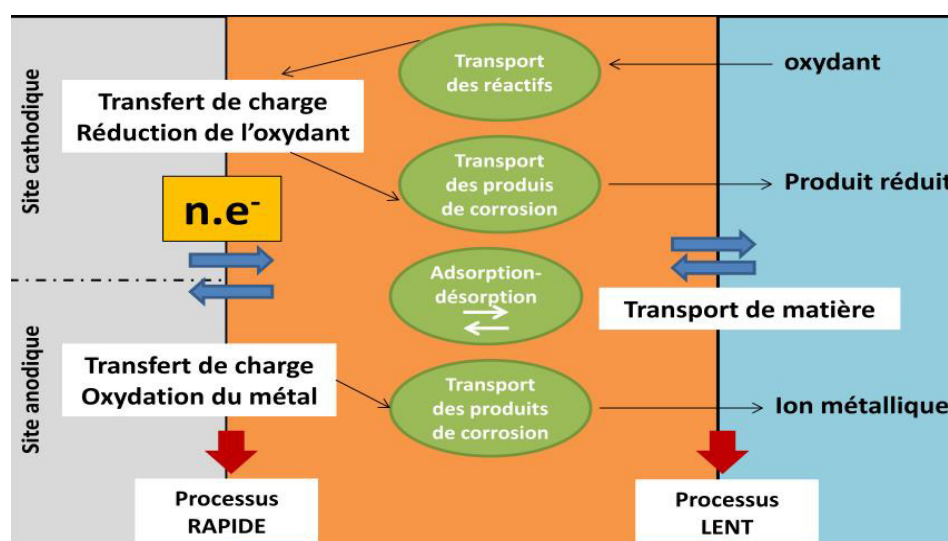 Site cathodique
Transport
des réactifs
oxydant
Transfert de charge
Réduction de l’oxydant
Transport
des produis
de corrosion
Produit réduit
n.e-
Adsorption-
désorption
Transport de matière
Site anodique
Transfert de charge
Oxydation du métal
Transport
des produits
de corrosion
Ion métallique
Processus
RAPIDE
Processus
LENT